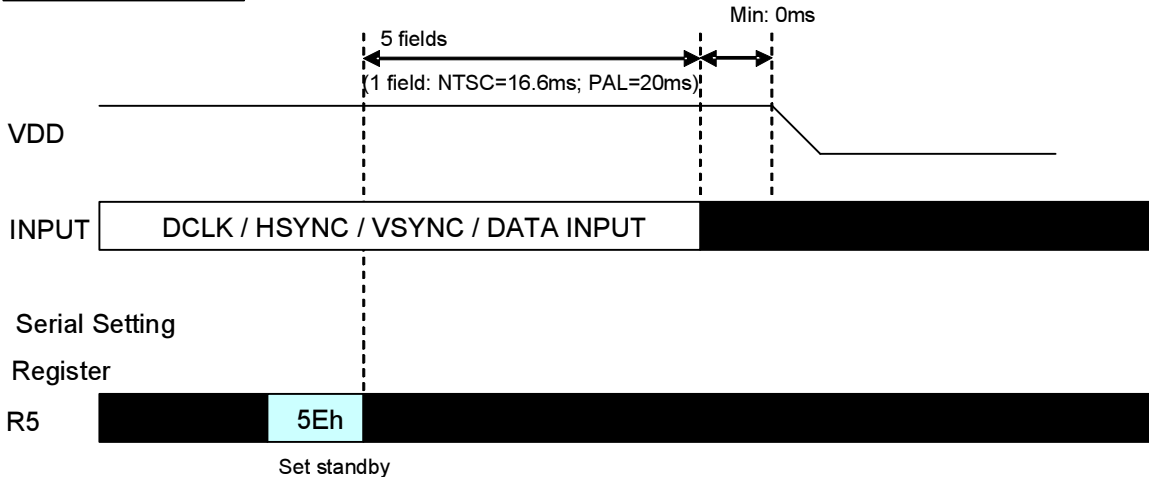 Min: 0ms
5 fields
(1 field: NTSC=16.6ms; PAL=20ms)
VDD
INPUT
DCLK / HSYNC / VSYNC / DATA INPUT
Serial Setting
Register
R5
5Eh
Set standby